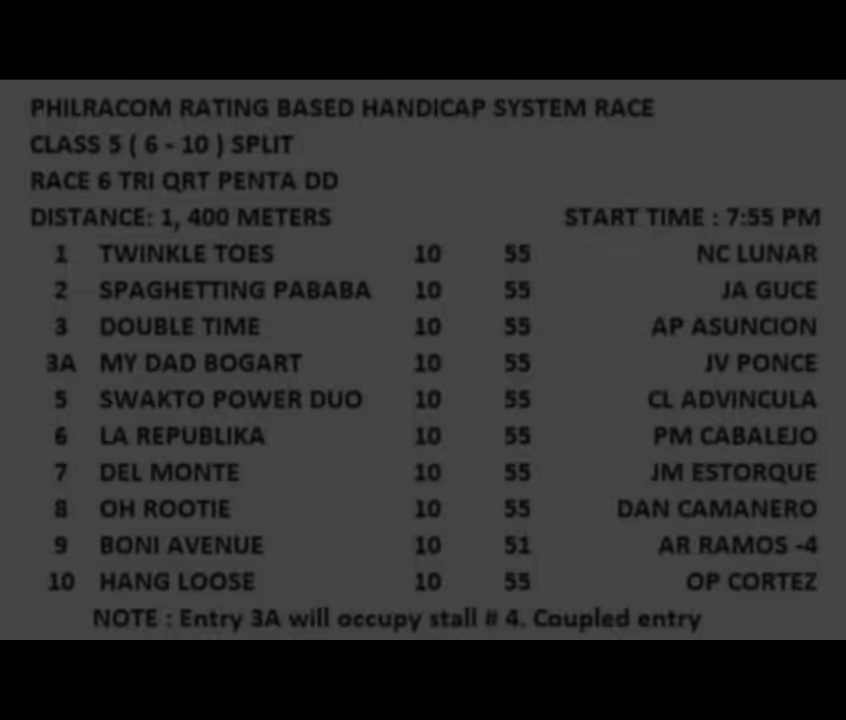 PHILRACOM RATING BASED HANDICAP SYSTEM RACE
CLASS 5 ( 6 - 10 ) SPLIT
RACE 6 TRI QRT PENTA DD
DISTANCE: 1, 400 METERS START TIME : 7:55 PM
1 TWINKLE TOES 10 55 NC LUNAR
2 SPAGHETTING PABABA 10 55 JA GUCE
3 DOUBLE TIME 10 55 AP ASUNCION
3A MY DAD BOGART 10 55 JV PONCE
5 SWAKTO POWER DUO 10 55 CL ADVINCULA
6 LA REPUBLIKA 10 55 PM CABALEJO
7 DEL MONTE 10 55 JM ESTORQUE
8 OH ROOTIE 10 55 DAN CAMANERO
9 BONI AVENUE 10 51 AR RAMOS -4
10 HANG LOOSE 10 55 OP CORTEZ
NOTE : Entry 3A will occupy stall # 4. Coupled entry